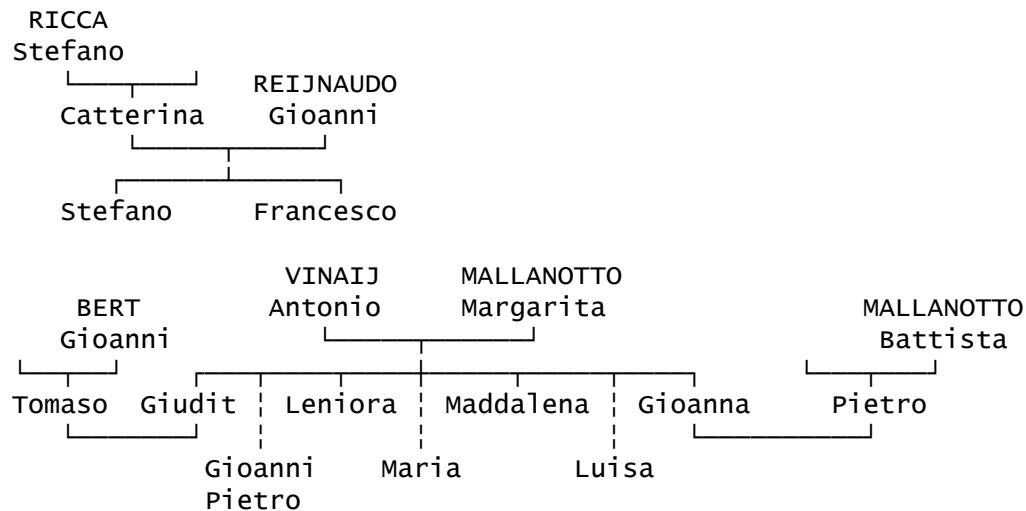 RICCA
Stefano
REIJNAUDO
Catterina Gioanni
Stefano Francesco
VINAIJ MALLANOTTO
BERT Antonio Margarita MALLANOTTO
Gioanni Battista
Tomaso Giudit Leniora Maddalena Gioanna Pietro
Gioanni Maria Luisa
Pietro